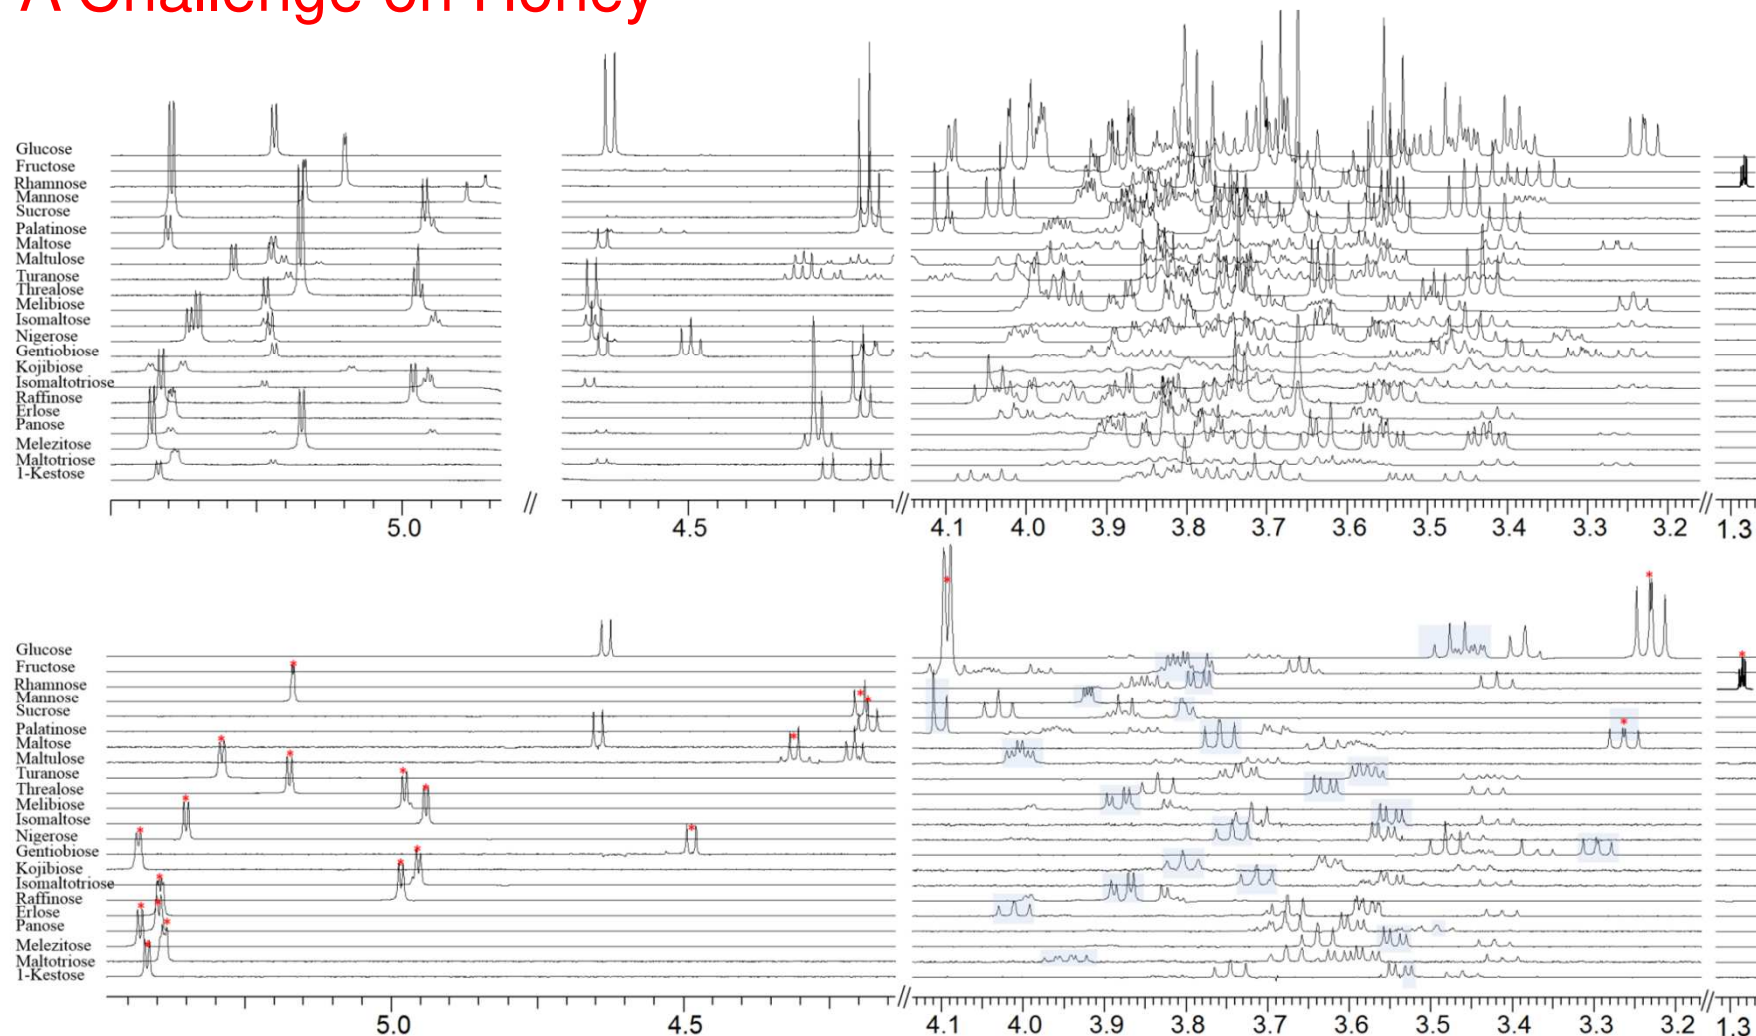 A Challenge on Honey
Glucose
Fructose
Rhamnose
Mannose
Sucrose
Palatinose
Maltose
Maltulose
Turanose
Threalose
Melibiose
Isomaltose
Nigerose
Gentiobiose
Kojibiose
Isomaltotriose
Raffinose
Erlose
Panose
Melezitose
Maltotriose
1-Kestose
5.0 // 4.5 // 4.1 4.0 3.9 3.8 3.7 3.6 3.5 3.4 3.3 3.2 // 1.3
Glucose
Fructose
Rhamnose
Mannose
Sucrose
Palatinose
Maltose
Maltulose
Turanose
Threalose
Melibiose
Isomaltose
Nigerose
Gentiobiose
Kojibiose
Isomaltotriose
Raffinose
Erlose
Panose
Melezitose
Maltotriose
1-Kestose
5.0 4.5 // 4.1 4.0 3.9 3.8 3.7 3.6 3.5 3.4 3.3 3.2 // 1.3